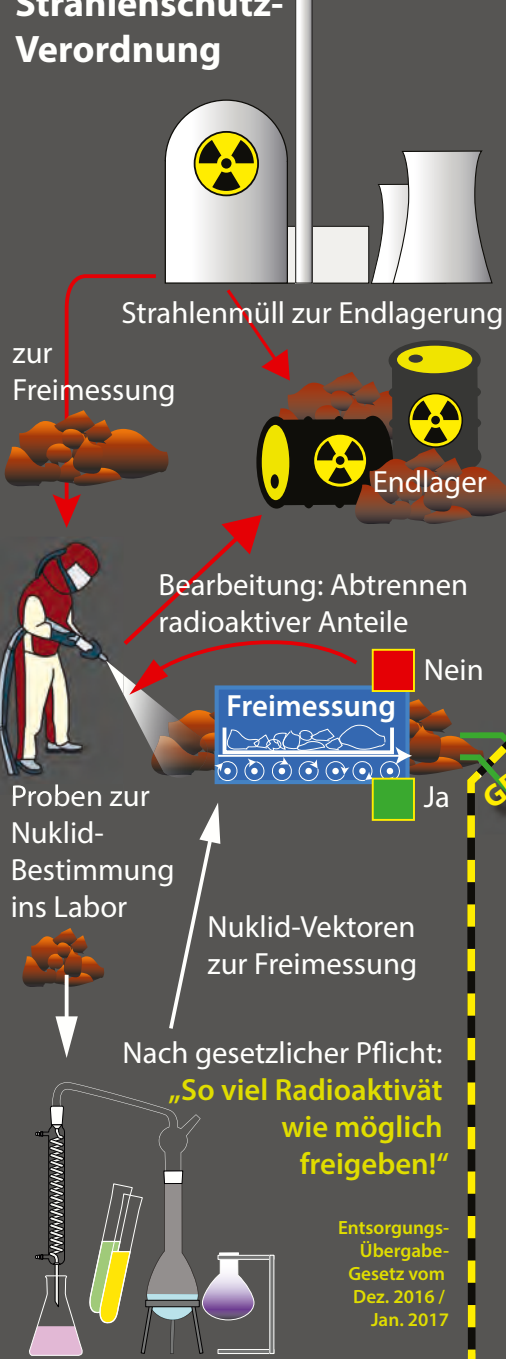 Strahlenschutz-
Verordnung
Strahlenmüll zur Endlagerung
zur
Freimessung
Endlager
Bearbeitung: Abtrennen
radioaktiver Anteile
Nein
Freimessung
Ja
Proben zur
Nuklid-
Bestimmung
ins Labor
Nuklid-Vektoren
zur Freimessung
Nach gesetzlicher Pflicht:
„So viel Radioaktivät
wie möglich
freigeben!“
Entsorgungs-
Übergabe-
Gesetz vom
Dez. 2016 /
Jan. 2017